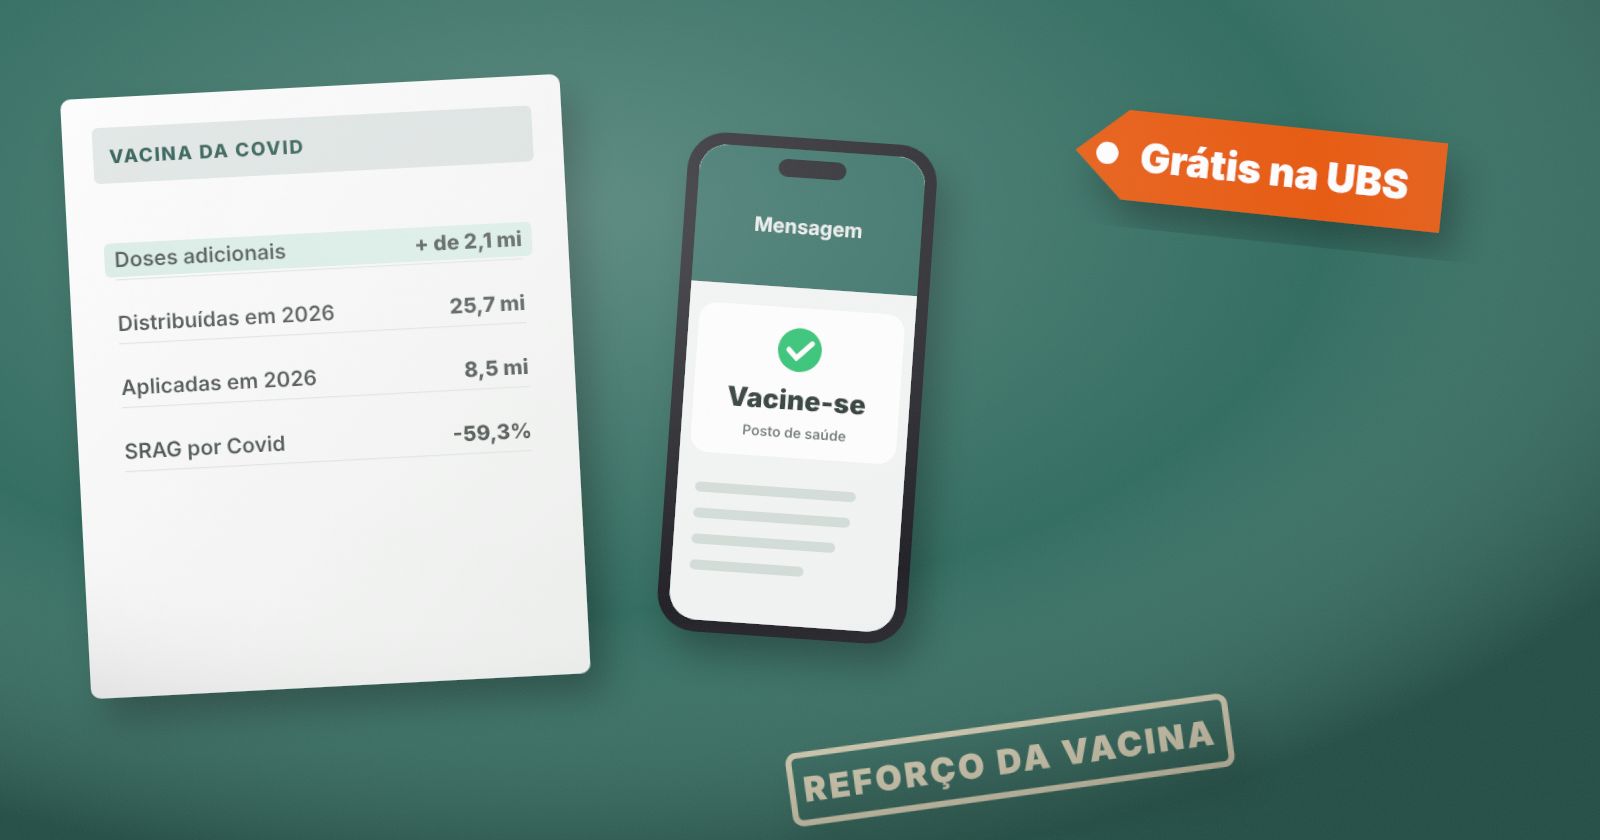 VACINA DA COVID
Doses adicionais + de 2,1 mi
Distribuídas em 2026 25,7 mi
Aplicadas em 2026 8,5 mi
SRAG por Covid -59,3%
Mensagem
Vacine-se
Posto de saúde
Grátis na UBS
REFORÇO DA VACINA